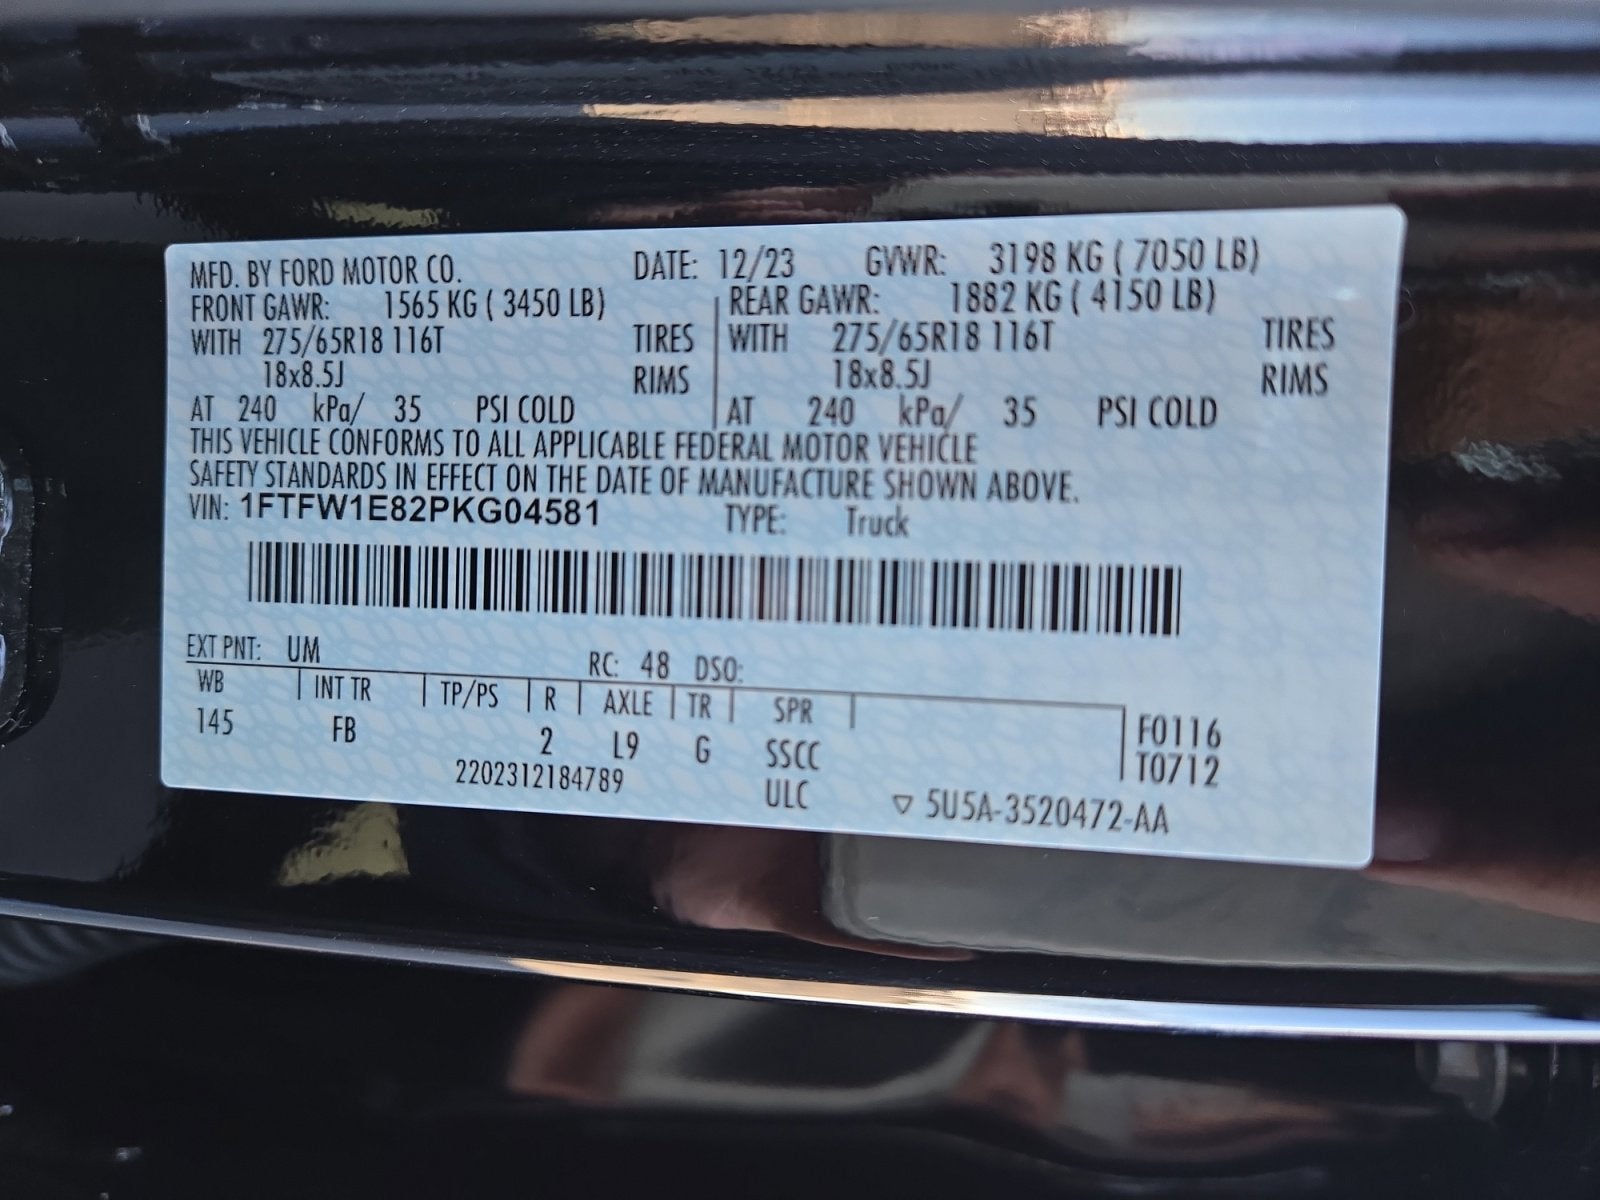 MFD. BY FORD MOTOR CO. DATE: 12/23 GVWR: 3198 KG ( 7050 LB)
FRONT GAWR: 1565 KG ( 3450 LB) REAR GAWR: 1882 KG ( 4150 LB)
WITH 275/65R18 116T TIRES WITH 275/65R18 116T TIRES
18x8.5J RIMS 18x8.5J RIMS
AT 240 kPa/ 35 PSI COLD AT 240 kPa/ 35 PSI COLD
THIS VEHICLE CONFORMS TO ALL APPLICABLE FEDERAL MOTOR VEHICLE
SAFETY STANDARDS IN EFFECT ON THE DATE OF MANUFACTURE SHOWN ABOVE.
VIN: 1FTFW1E82PKG04581 TYPE: Truck
EXT PNT: UM RC: 48 DSO:
WB INT TR TP/PS R AXLE TR SPR F0116
145 FB 2 L9 G SSCC T0712
2202312184789 ULC ▽ 5U5A-3520472-AA